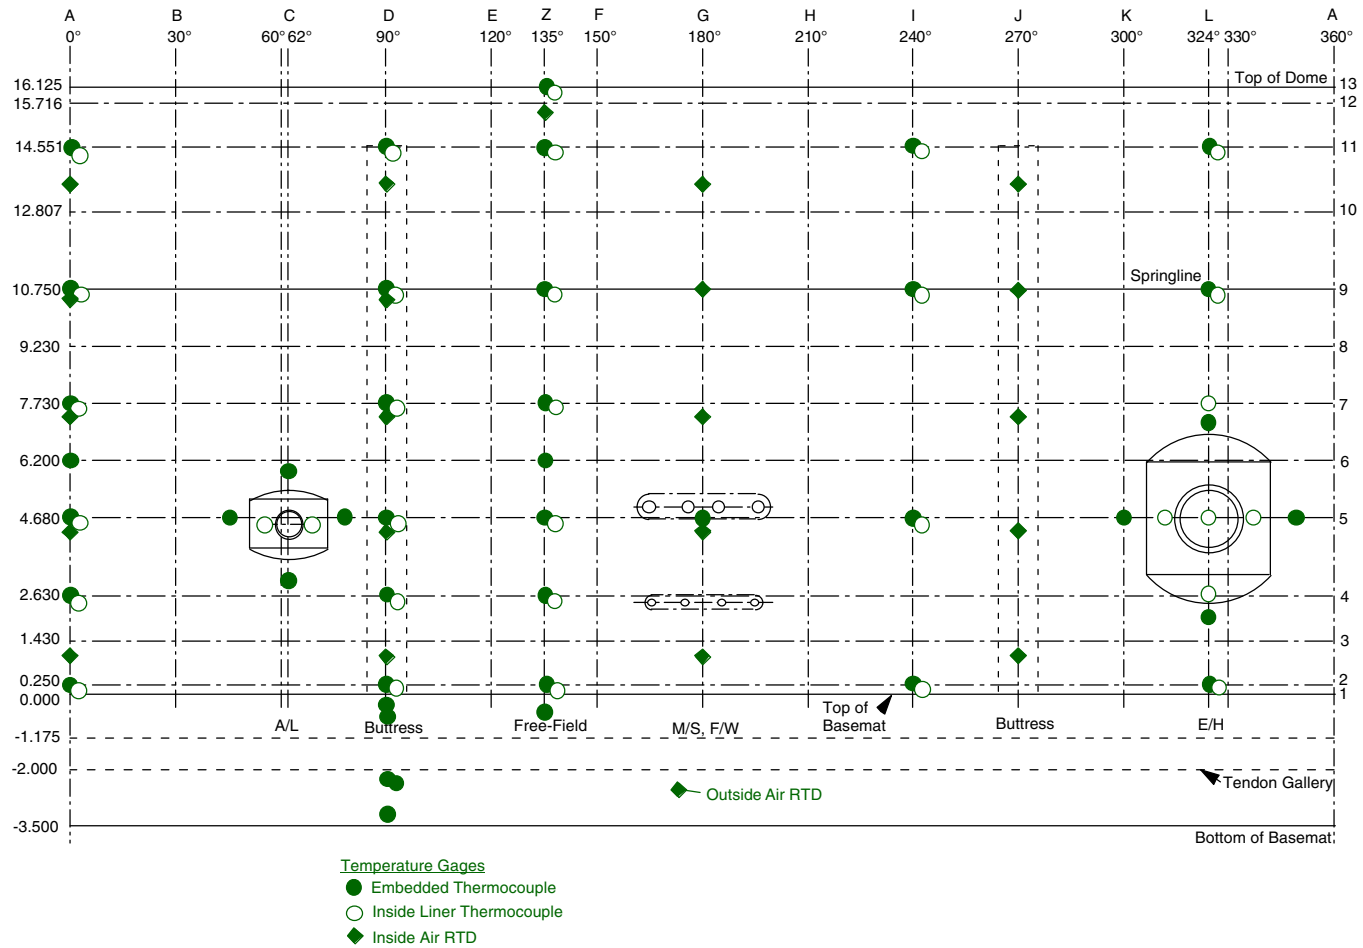 A B C D E Z F G H I J K L A
0° 30° 60° 62° 90° 120° 135° 150° 180° 210° 240° 270° 300° 324° 330° 360°
16.125 Top of Dome 13
15.716 12
14.551 11
12.807 10
Springline
10.750 9
9.230 8
7.730 7
6.200 6
4.680 5
2.630 4
1.430 3
0.250 2
0.000 1
Top of
Basemat
A/L Buttress Free-Field M/S, F/W Buttress E/H
-1.175
-2.000
Tendon Gallery
Outside Air RTD
-3.500
Bottom of Basemat
Temperature Gages
Embedded Thermocouple
Inside Liner Thermocouple
Inside Air RTD